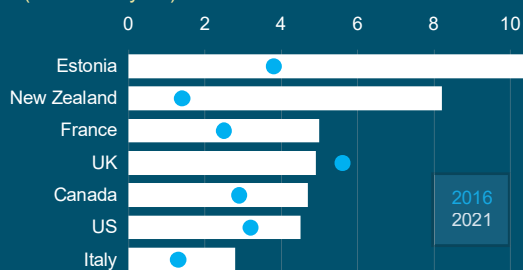 0 2 4 6 8 10
Estonia
New Zealand
France
UK
Canada
US
Italy
2016
2021